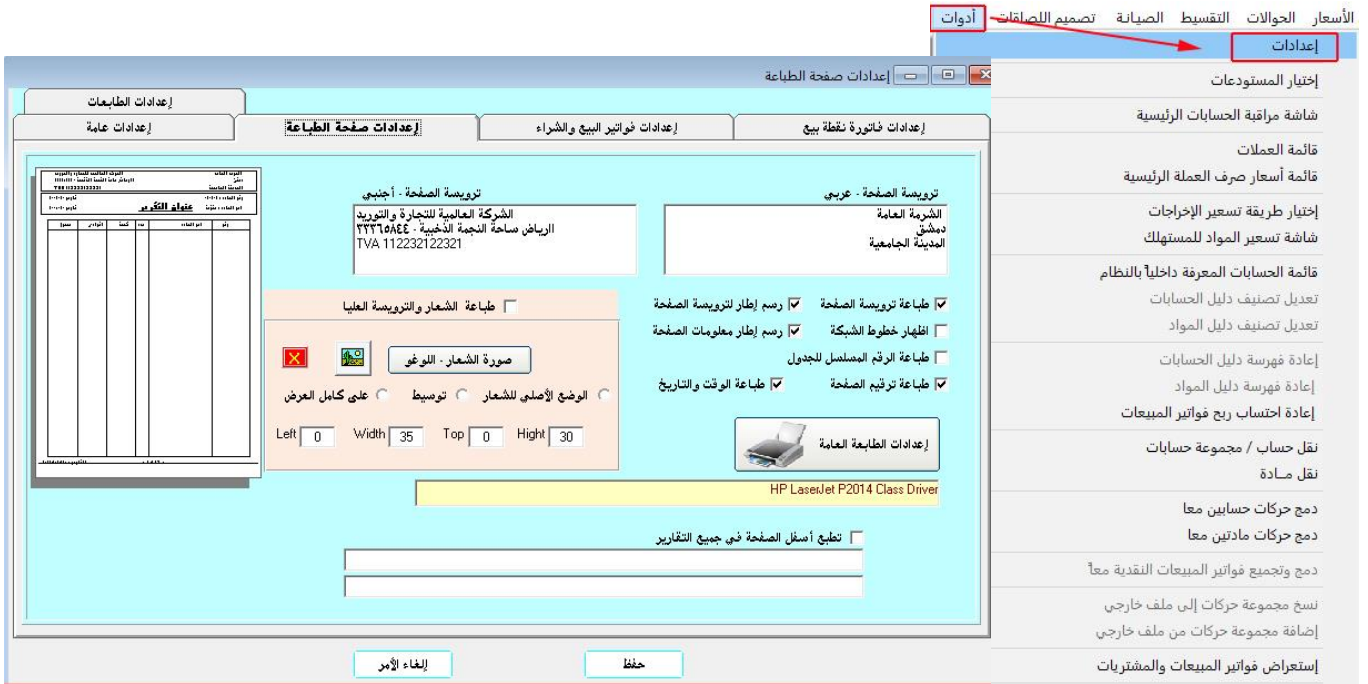 الأسعار الحوالات التقسيط الصيانة تصميم اللصاقات أدوات
إعدادات
إختيار المستودعات
شاشة مراقبة الحسابات الرئيسية
قائمة العملات
قائمة أسعار صرف العملة الرئيسية
إختيار طريقة تسعير الإخراجات
شاشة تسعير المواد للمستهلك
قائمة الحسابات المعرفة داخلياً بالنظام
تعديل تصنيف دليل الحسابات
تعديل تصنيف دليل المواد
إعادة فهرسة دليل الحسابات
إعادة فهرسة دليل المواد
إعادة احتساب ربح فواتير المبيعات
نقل حساب / مجموعة حسابات
نقل مــادة
دمج حركات حسابين معا
دمج حركات مادتين معا
دمج وتجميع فواتير المبيعات النقدية معاً
نسخ مجموعة حركات إلى ملف خارجي
إضافة مجموعة حركات من ملف خارجي
إستعراض فواتير المبيعات والمشتريات
إعدادات صفحة الطباعة
إعدادات الطابعات
إعدادات فاتورة نقطة بيع
إعدادات فواتير البيع والشراء
إعدادات صفحة الطباعة
إعدادات عامة
ترويسة الصفحة - عربي
الشرمة العامة
دمشق
المدينة الجامعية
ترويسة الصفحة - أجنبي
الشركة العالمية للتجارة والتوريد
الرياض ساحة النجمة الذخبية - ٣٣٣٦٥٨٤٤
TVA 112232122321
طباعة ترويسة الصفحة
رسم إطار لترويسة الصفحة
اظهار خطوط الشبكة
رسم إطار معلومات الصفحة
طباعة الرقم المسلسل للجدول
طباعة ترقيم الصفحة
طباعة الوقت والتاريخ
طباعة الشعار والترويسة العليا
صورة الشعار - اللوغو
الوضع الأصلي للشعار
توسيط
على كامل العرض
Left 0 Width 35 Top 0 Hight 30
إعدادات الطابعة العامة
HP LaserJet P2014 Class Driver
تطبع أسفل الصفحة في جميع التقارير
حفظ
إلغاء الأمر
عنوان التقرير